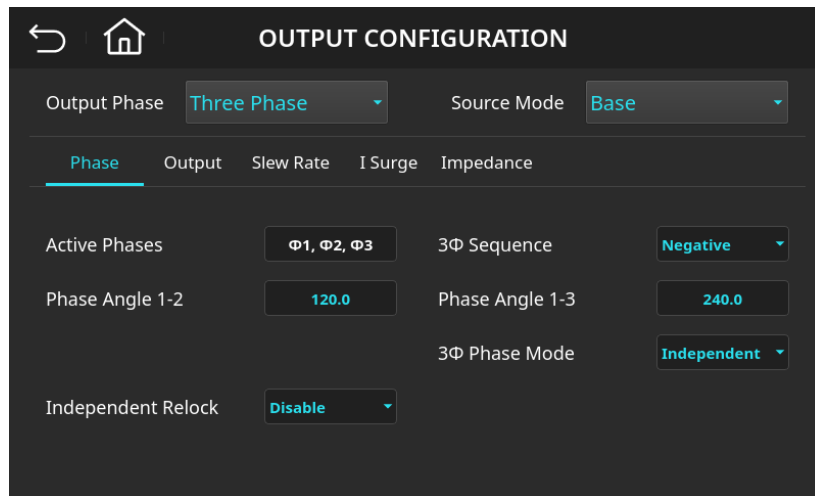 OUTPUT CONFIGURATION
Output Phase Three Phase Source Mode Base
Phase Output Slew Rate I Surge Impedance
Active Phases Φ1, Φ2, Φ3 3Φ Sequence Negative
Phase Angle 1-2 120.0 Phase Angle 1-3 240.0
3Φ Phase Mode Independent
Independent Relock Disable